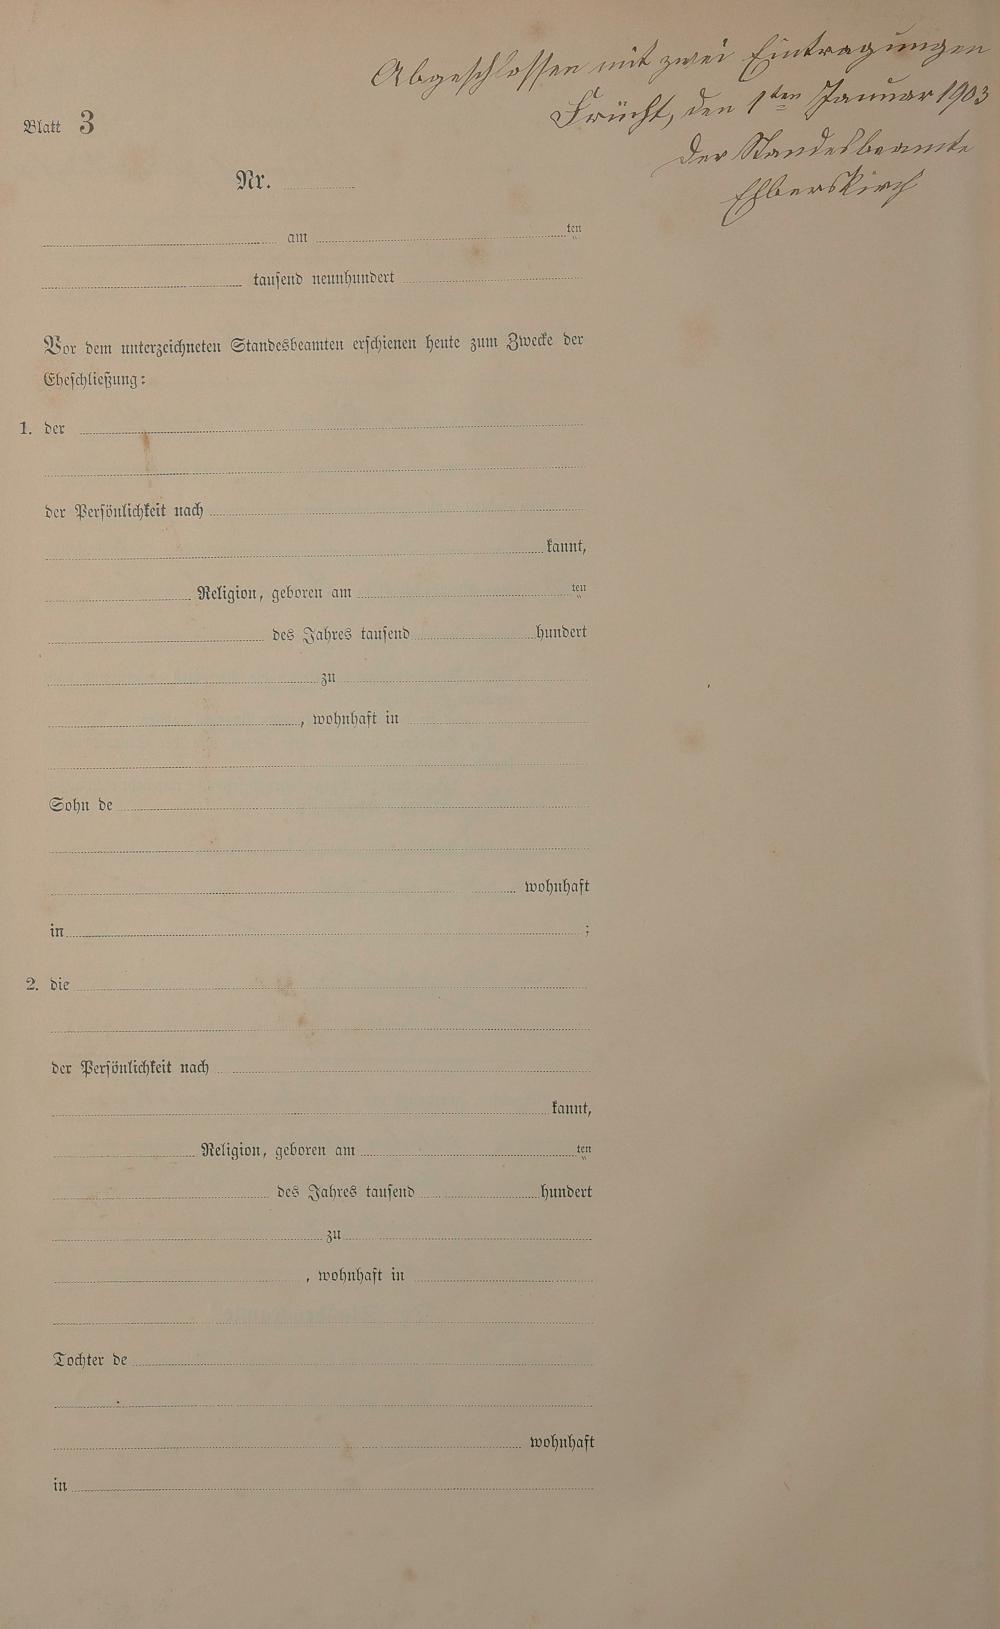 Abgeschlossen mit zwei Eintragungen
Frücht, den 1ten Januar 1903
Der Standesbeamte
Blatt 3
Nr.
am ten
tausend neunhundert
Vor dem unterzeichneten Standesbeamten erschienen heute zum Zwecke der
Eheschließung:
1. der
der Persönlichkeit nach
kannt,
Religion, geboren am ten
des Jahres tausend hundert
zu
, wohnhaft in
Sohn de
wohnhaft
in ;
2. die
der Persönlichkeit nach
kannt,
Religion, geboren am ten
des Jahres tausend hundert
zu
, wohnhaft in
Tochter de
wohnhaft
in